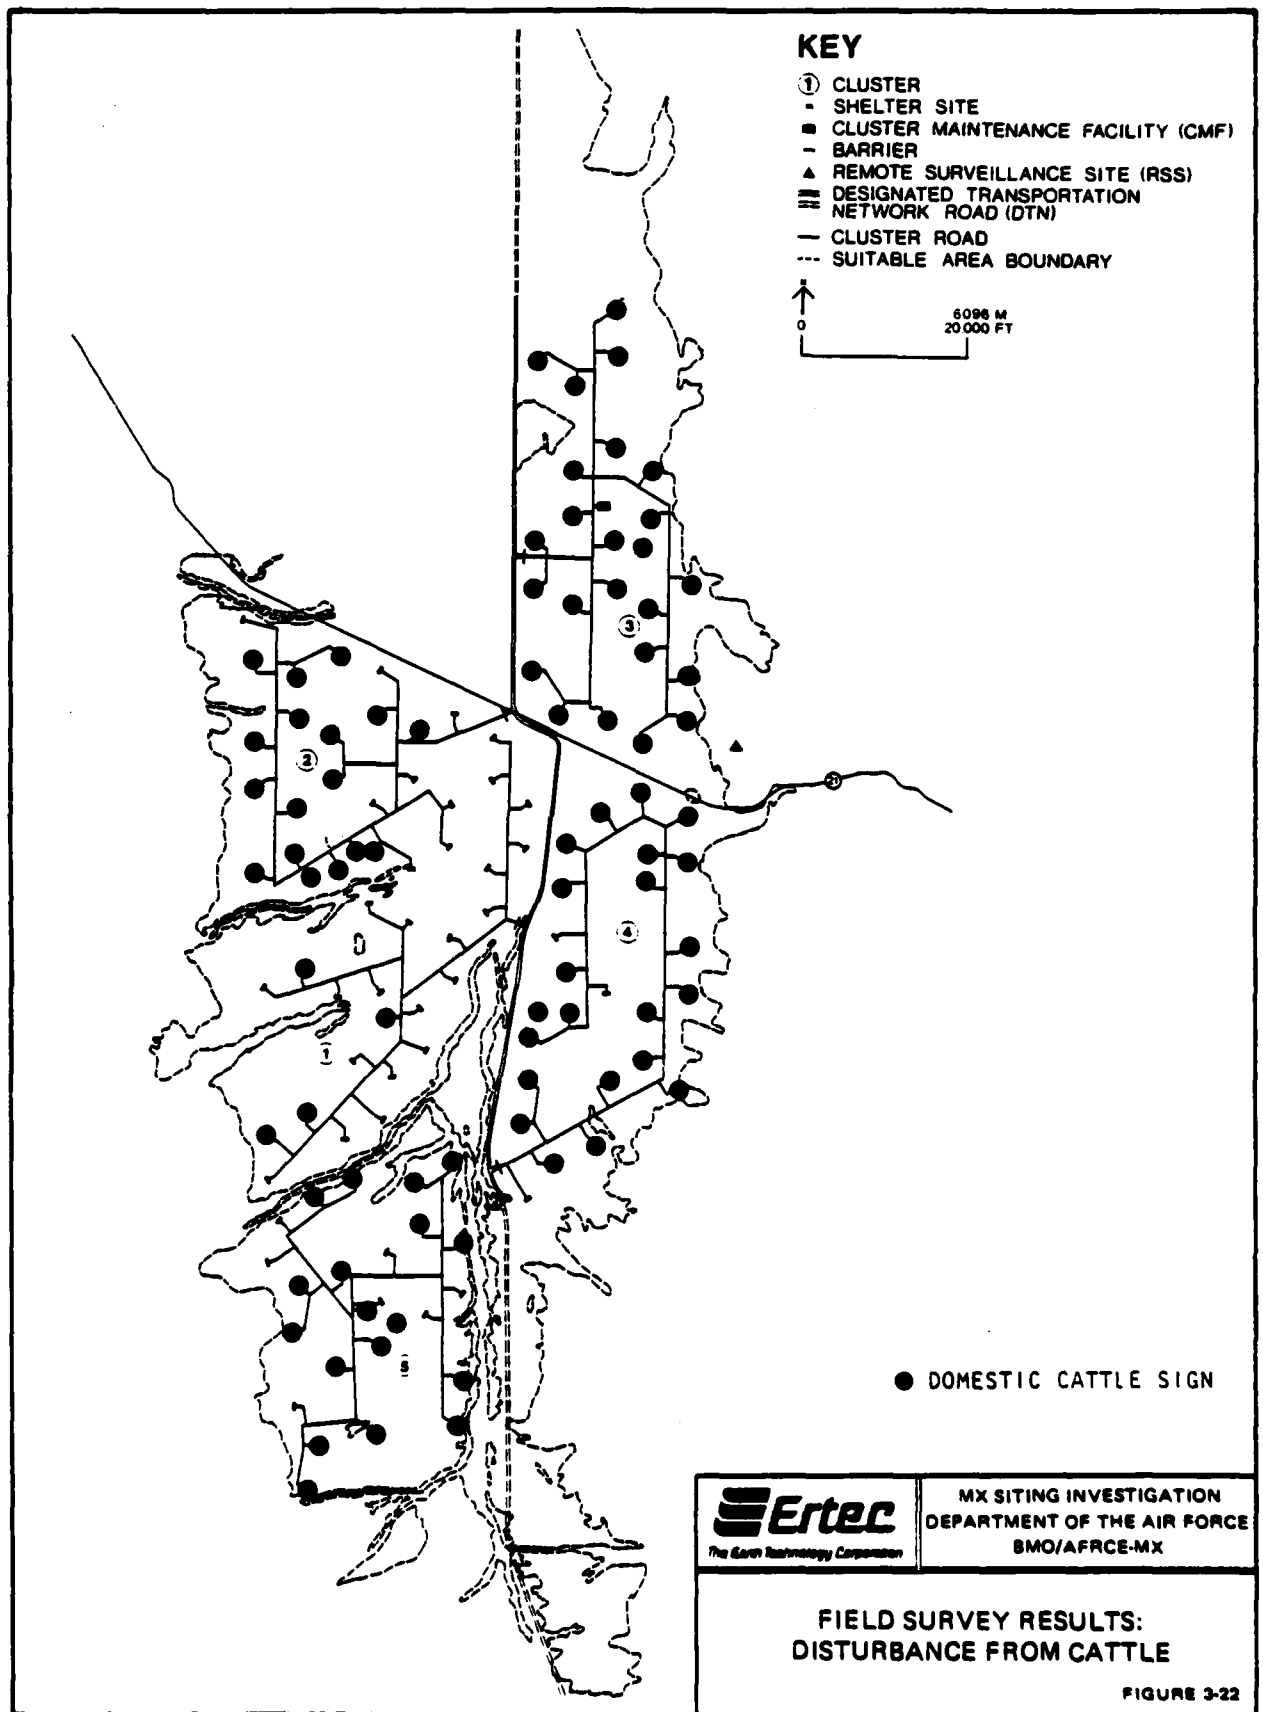 KEY
1 CLUSTER
SHELTER SITE
CLUSTER MAINTENANCE FACILITY (CMF)
BARRIER
REMOTE SURVEILLANCE SITE (RSS)
DESIGNATED TRANSPORTATION
NETWORK ROAD (DTN)
CLUSTER ROAD
SUITABLE AREA BOUNDARY
6096 M
0 20,000 FT
3
2
21
4
1
5
DOMESTIC CATTLE SIGN
Ertec
The Earth Technology Corporation
MX SITING INVESTIGATION
DEPARTMENT OF THE AIR FORCE
BMO/AFRCE-MX
FIELD SURVEY RESULTS:
DISTURBANCE FROM CATTLE
FIGURE 3-22